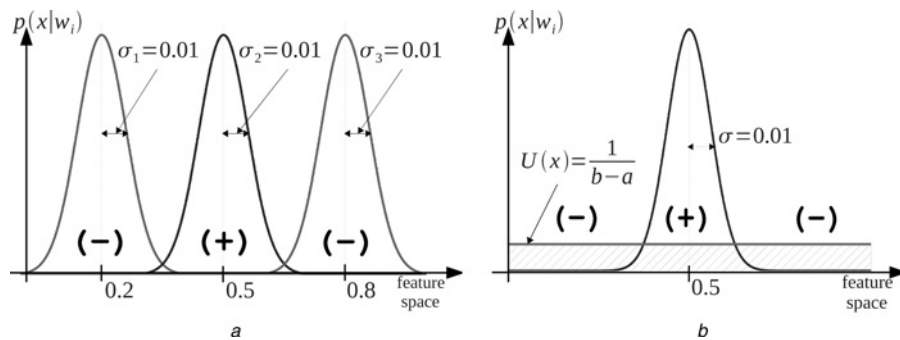 p(x|w_i)
σ_1=0.01
σ_2=0.01
σ_3=0.01
(-)
(+)
(-)
0.2
0.5
0.8
feature
space
a
p(x|w_i)
σ=0.01
U(x)=1/(b−a)
(-)
(+)
(-)
0.5
feature
space
b